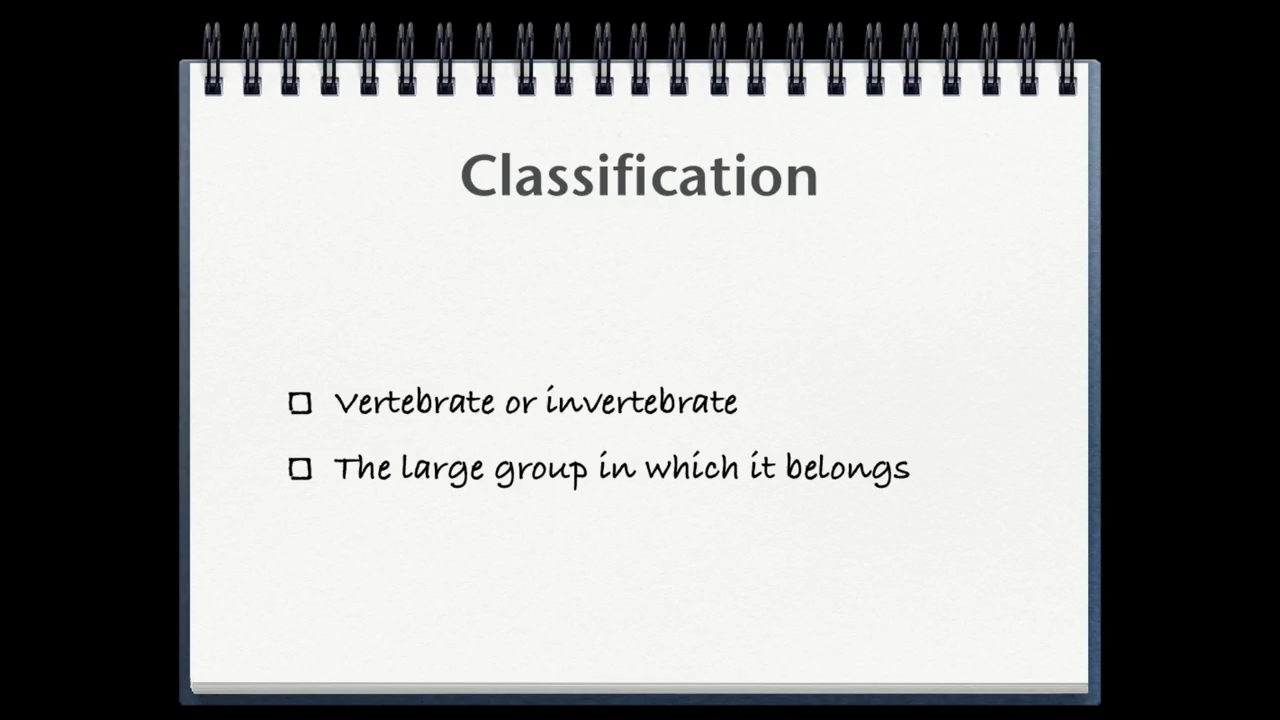 Classification
Vertebrate or invertebrate
The large group in which it belongs